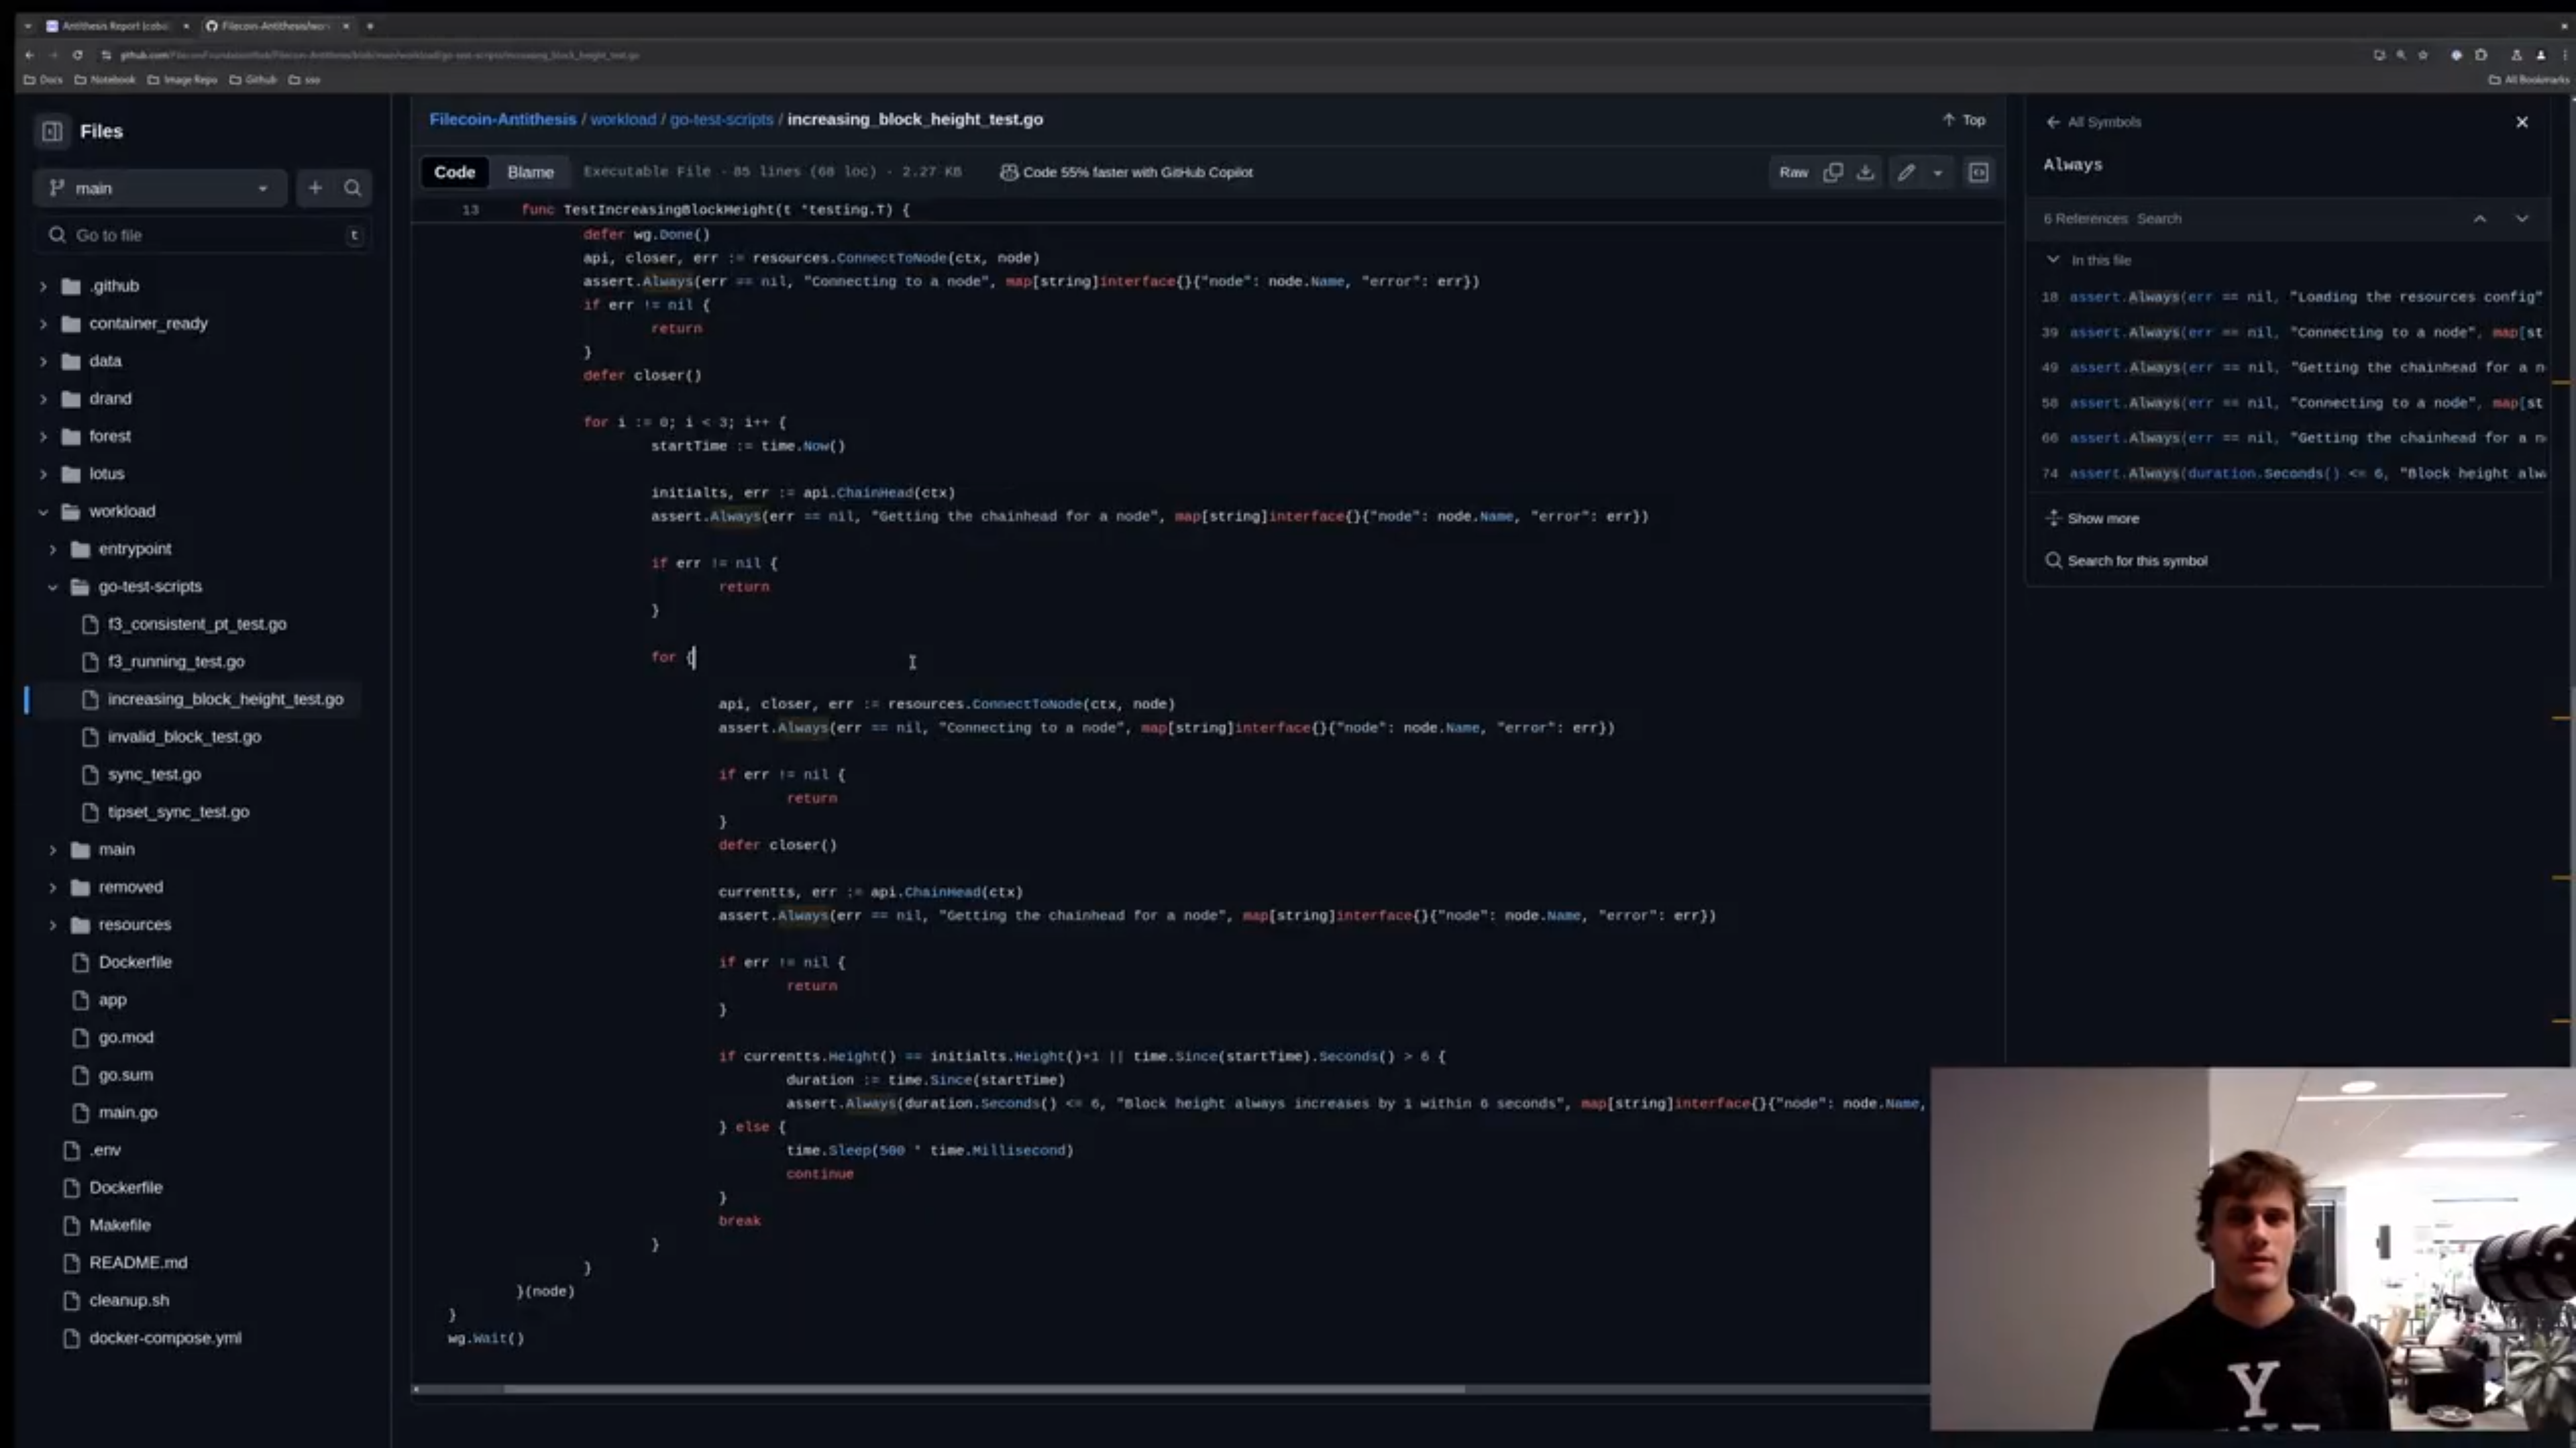 Antithesis Report (coba
Filecoin-Antithesis/wor
github.com/FilecoinFoundationWeb/Filecoin-Antithesis/blob/main/workload/go-test-scripts/increasing_block_height_test.go
Docs
Notebook
Image Repo
Github
sso
All Bookmarks
Files
main
Go to file
t
.github
container_ready
data
drand
forest
lotus
workload
entrypoint
go-test-scripts
f3_consistent_pt_test.go
f3_running_test.go
increasing_block_height_test.go
invalid_block_test.go
sync_test.go
tipset_sync_test.go
main
removed
resources
Dockerfile
app
go.mod
go.sum
main.go
.env
Dockerfile
Makefile
README.md
cleanup.sh
docker-compose.yml
Filecoin-Antithesis / workload / go-test-scripts / increasing_block_height_test.go
Top
Code
Blame
Executable File · 85 lines (68 loc) · 2.27 KB
Code 55% faster with GitHub Copilot
Raw
13 func TestIncreasingBlockHeight(t *testing.T) {
defer wg.Done()
api, closer, err := resources.ConnectToNode(ctx, node)
assert.Always(err == nil, "Connecting to a node", map[string]interface{}{"node": node.Name, "error": err})
if err != nil {
return
}
defer closer()
for i := 0; i < 3; i++ {
startTime := time.Now()
initialts, err := api.ChainHead(ctx)
assert.Always(err == nil, "Getting the chainhead for a node", map[string]interface{}{"node": node.Name, "error": err})
if err != nil {
return
}
for {
api, closer, err := resources.ConnectToNode(ctx, node)
assert.Always(err == nil, "Connecting to a node", map[string]interface{}{"node": node.Name, "error": err})
if err != nil {
return
}
defer closer()
currentts, err := api.ChainHead(ctx)
assert.Always(err == nil, "Getting the chainhead for a node", map[string]interface{}{"node": node.Name, "error": err})
if err != nil {
return
}
if currentts.Height() == initialts.Height()+1 || time.Since(startTime).Seconds() > 6 {
duration := time.Since(startTime)
assert.Always(duration.Seconds() <= 6, "Block height always increases by 1 within 6 seconds", map[string]interface{}{"node": node.Name,
} else {
time.Sleep(500 * time.Millisecond)
continue
}
break
}
}
}(node)
}
wg.Wait()
All Symbols
Always
6 References Search
In this file
18 assert.Always(err == nil, "Loading the resources config"
39 assert.Always(err == nil, "Connecting to a node", map[st
49 assert.Always(err == nil, "Getting the chainhead for a n
58 assert.Always(err == nil, "Connecting to a node", map[st
66 assert.Always(err == nil, "Getting the chainhead for a n
74 assert.Always(duration.Seconds() <= 6, "Block height alw
Show more
Search for this symbol
Y